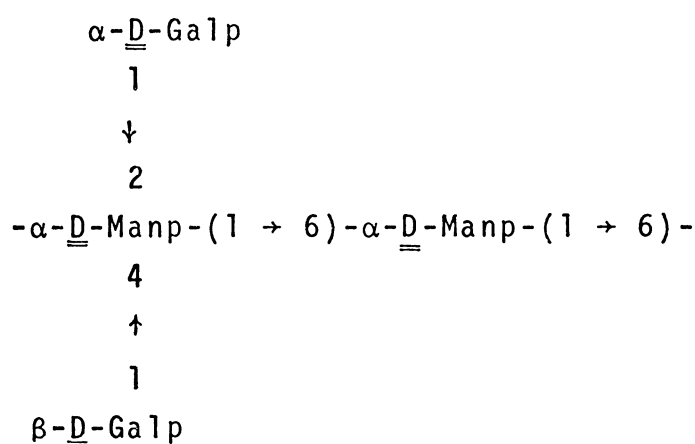 α-D-Galp
1
↓
2
-α-D-Manp-(1 → 6)-α-D-Manp-(1 → 6)-
4
↑
1
β-D-Galp